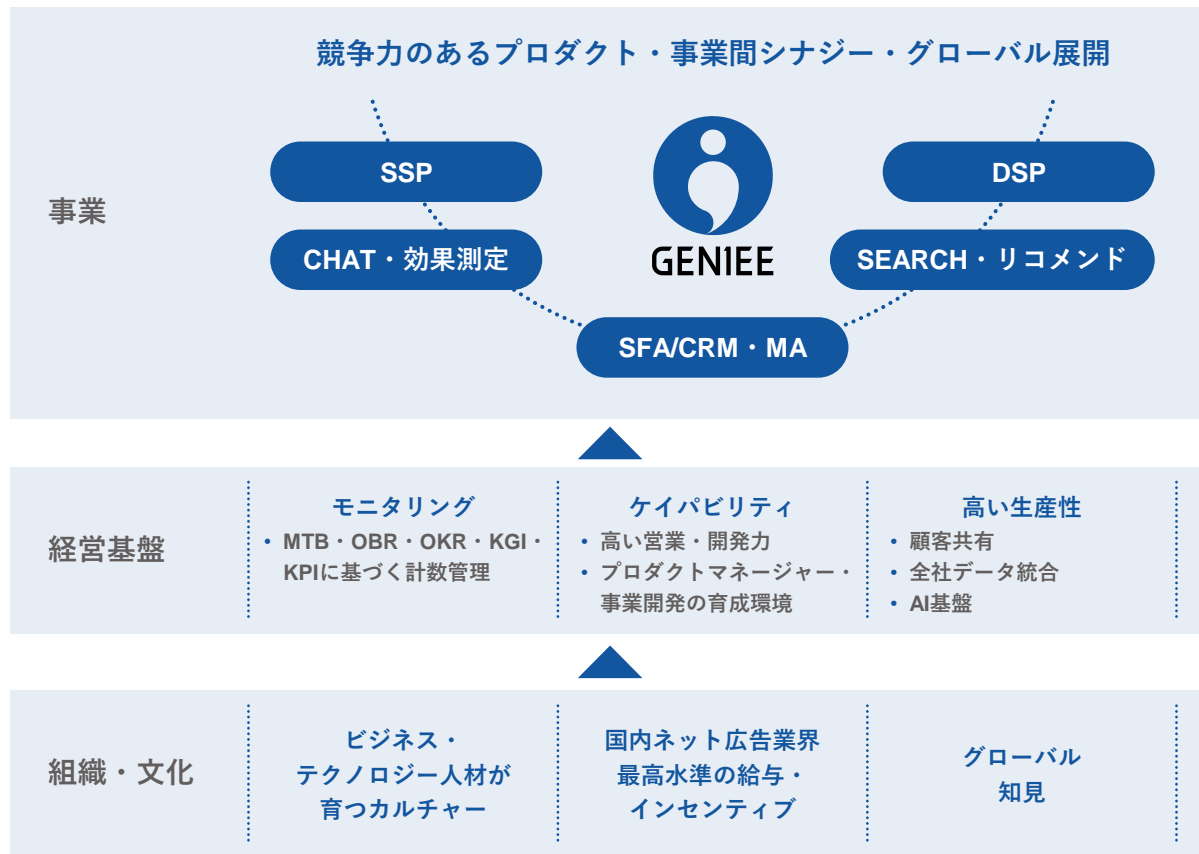 競争力のあるプロダクト・事業間シナジー・グローバル展開
事業
SSP
DSP
GENIEE
CHAT・効果測定
SEARCH・リコメンド
SFA/CRM・MA
経営基盤
モニタリング
• MTB・OBR・OKR・KGI・
KPIに基づく計数管理
ケイパビリティ
• 高い営業・開発力
• プロダクトマネージャー・
事業開発の育成環境
高い生産性
• 顧客共有
• 全社データ統合
• AI基盤
組織・文化
ビジネス・
テクノロジー人材が
育つカルチャー
国内ネット広告業界
最高水準の給与・
インセンティブ
グローバル
知見